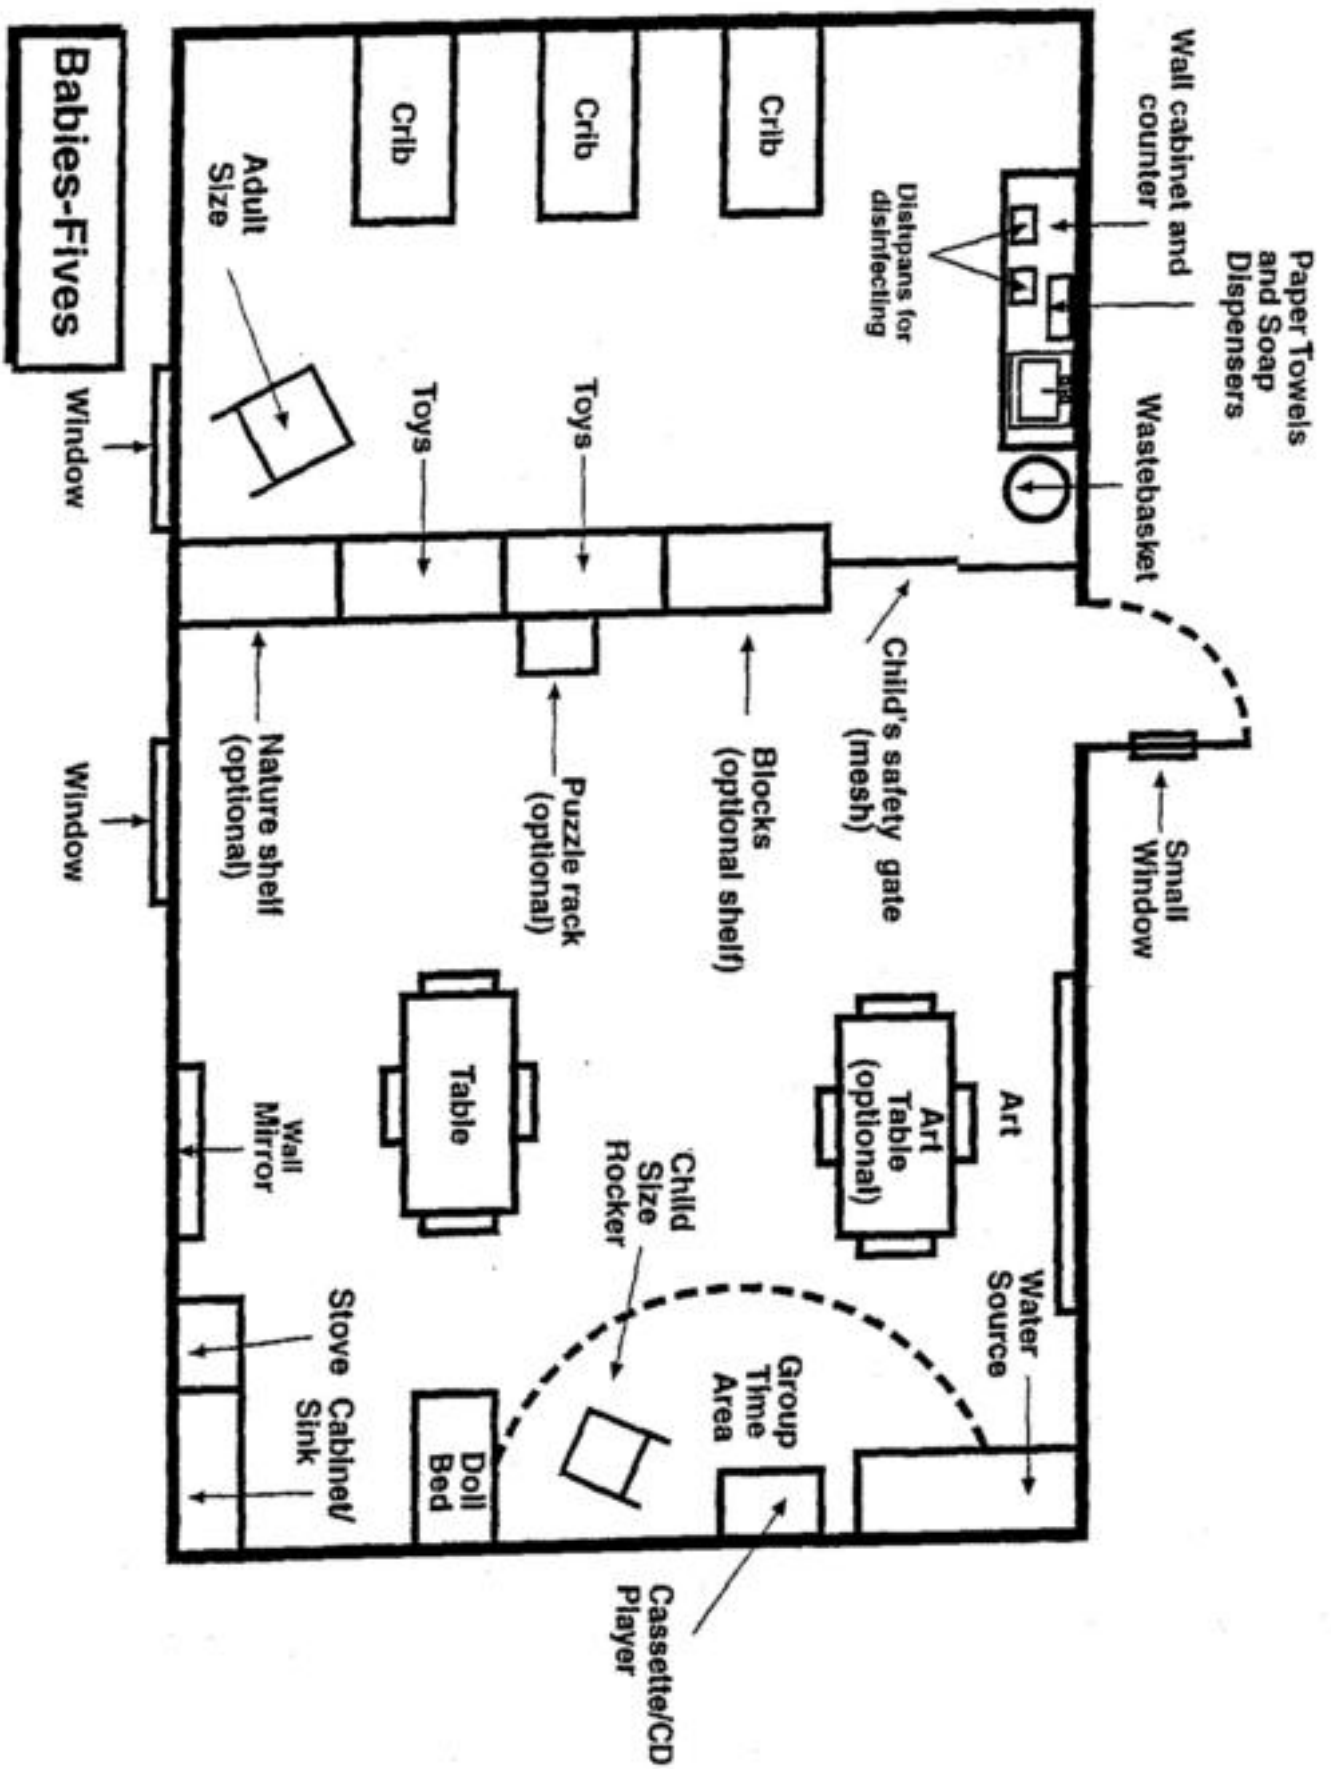 Paper Towels
and Soap
Dispensers
Wall cabinet and
counter
Wastebasket
Small
Window
Dishpans for
disinfecting
Child's safety gate
(mesh)
Art
Water
Source
Crib
Crib
Crib
Art
Table
(optional)
Blocks
(optional shelf)
Group
Time
Area
Toys
Toys
Puzzle rack
(optional)
Child
Size
Rocker
Cassette/CD
Player
Table
Doll
Bed
Adult
Size
Nature shelf
(optional)
Wall
Mirror
Stove
Cabinet/
Sink
Window
Window
Babies-Fives